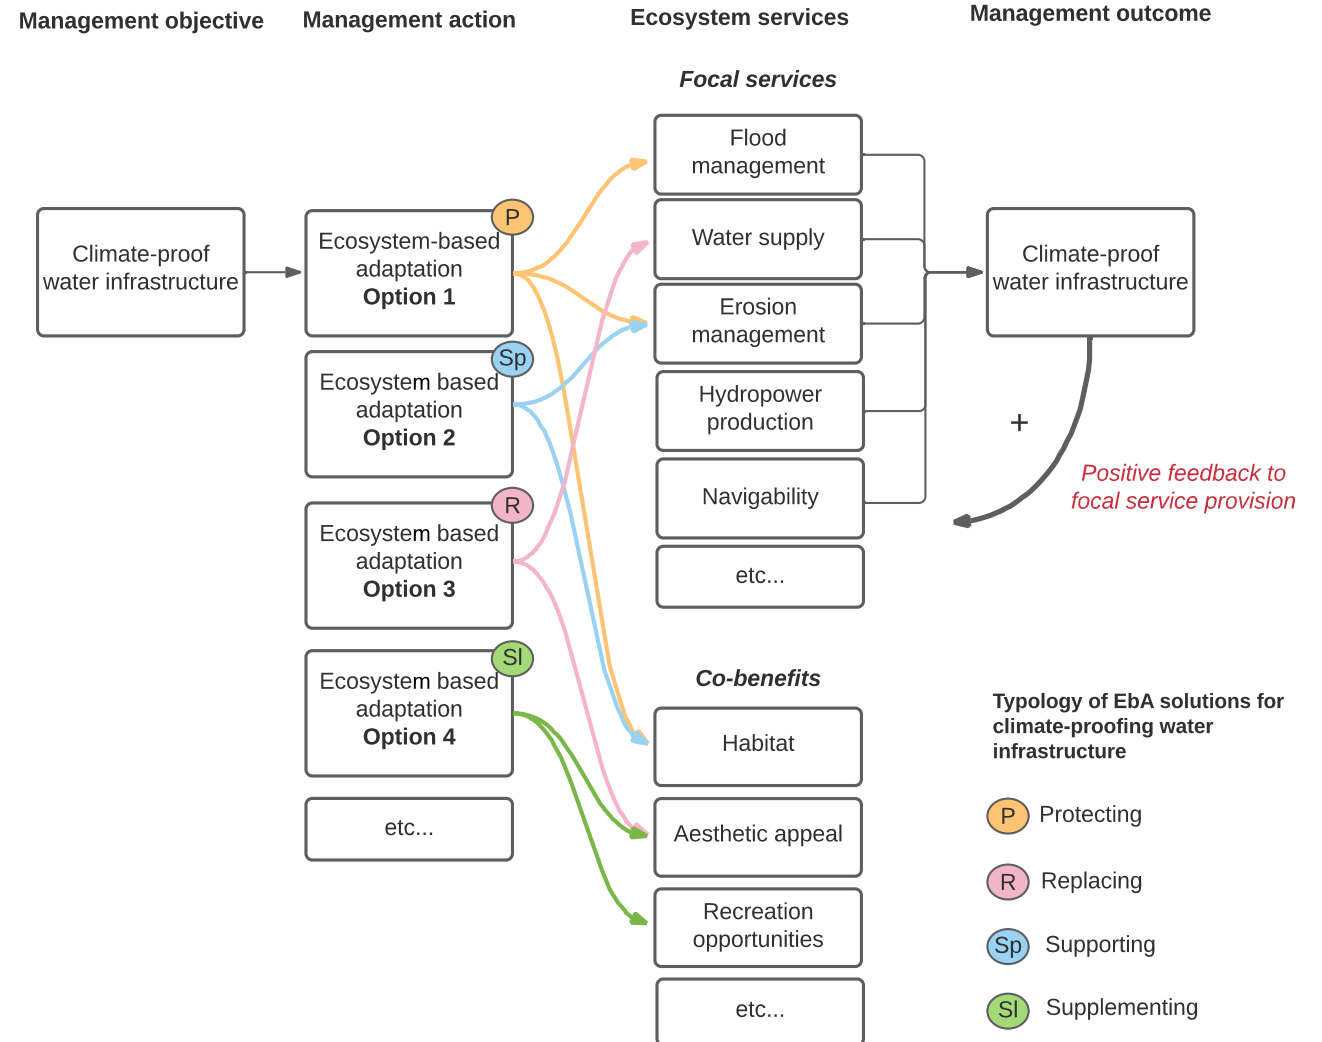 Management objective
Management action
Ecosystem services
Management outcome
Focal services
Climate-proof
water infrastructure
P
Ecosystem-based
adaptation
Option 1
Sp
Ecosystem based
adaptation
Option 2
R
Ecosystem based
adaptation
Option 3
Sl
Ecosystem based
adaptation
Option 4
etc...
Flood
management
Water supply
Erosion
management
Hydropower
production
Navigability
etc...
Co-benefits
Habitat
Aesthetic appeal
Recreation
opportunities
etc...
Climate-proof
water infrastructure
+
Positive feedback to
focal service provision
Typology of EbA solutions for
climate-proofing water
infrastructure
P Protecting
R Replacing
Sp Supporting
Sl Supplementing